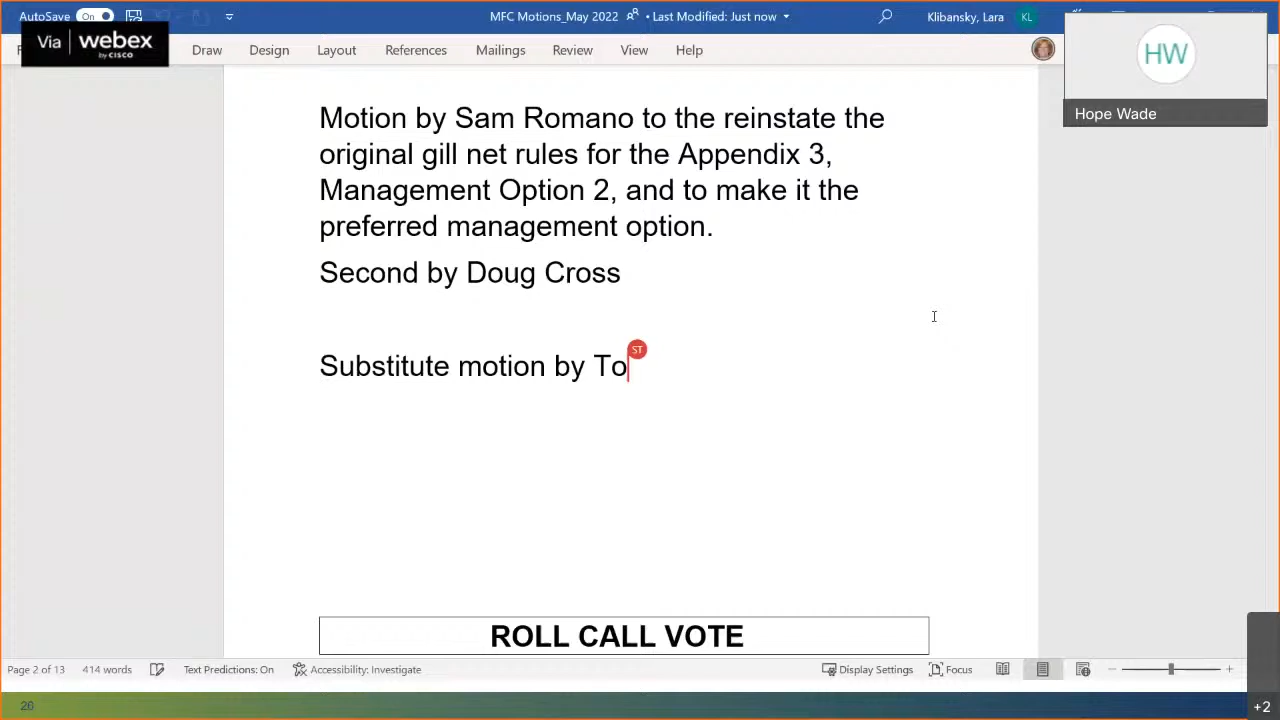 AutoSave On MFC Motions_May 2022 • Last Modified: Just now Klibansky, Lara KL
Via webex
by CISCO
Draw Design Layout References Mailings Review View Help
HW
Hope Wade
Motion by Sam Romano to the reinstate the
original gill net rules for the Appendix 3,
Management Option 2, and to make it the
preferred management option.
Second by Doug Cross
ST
Substitute motion by To
ROLL CALL VOTE
Page 2 of 13 414 words Text Predictions: On Accessibility: Investigate Display Settings Focus
+2